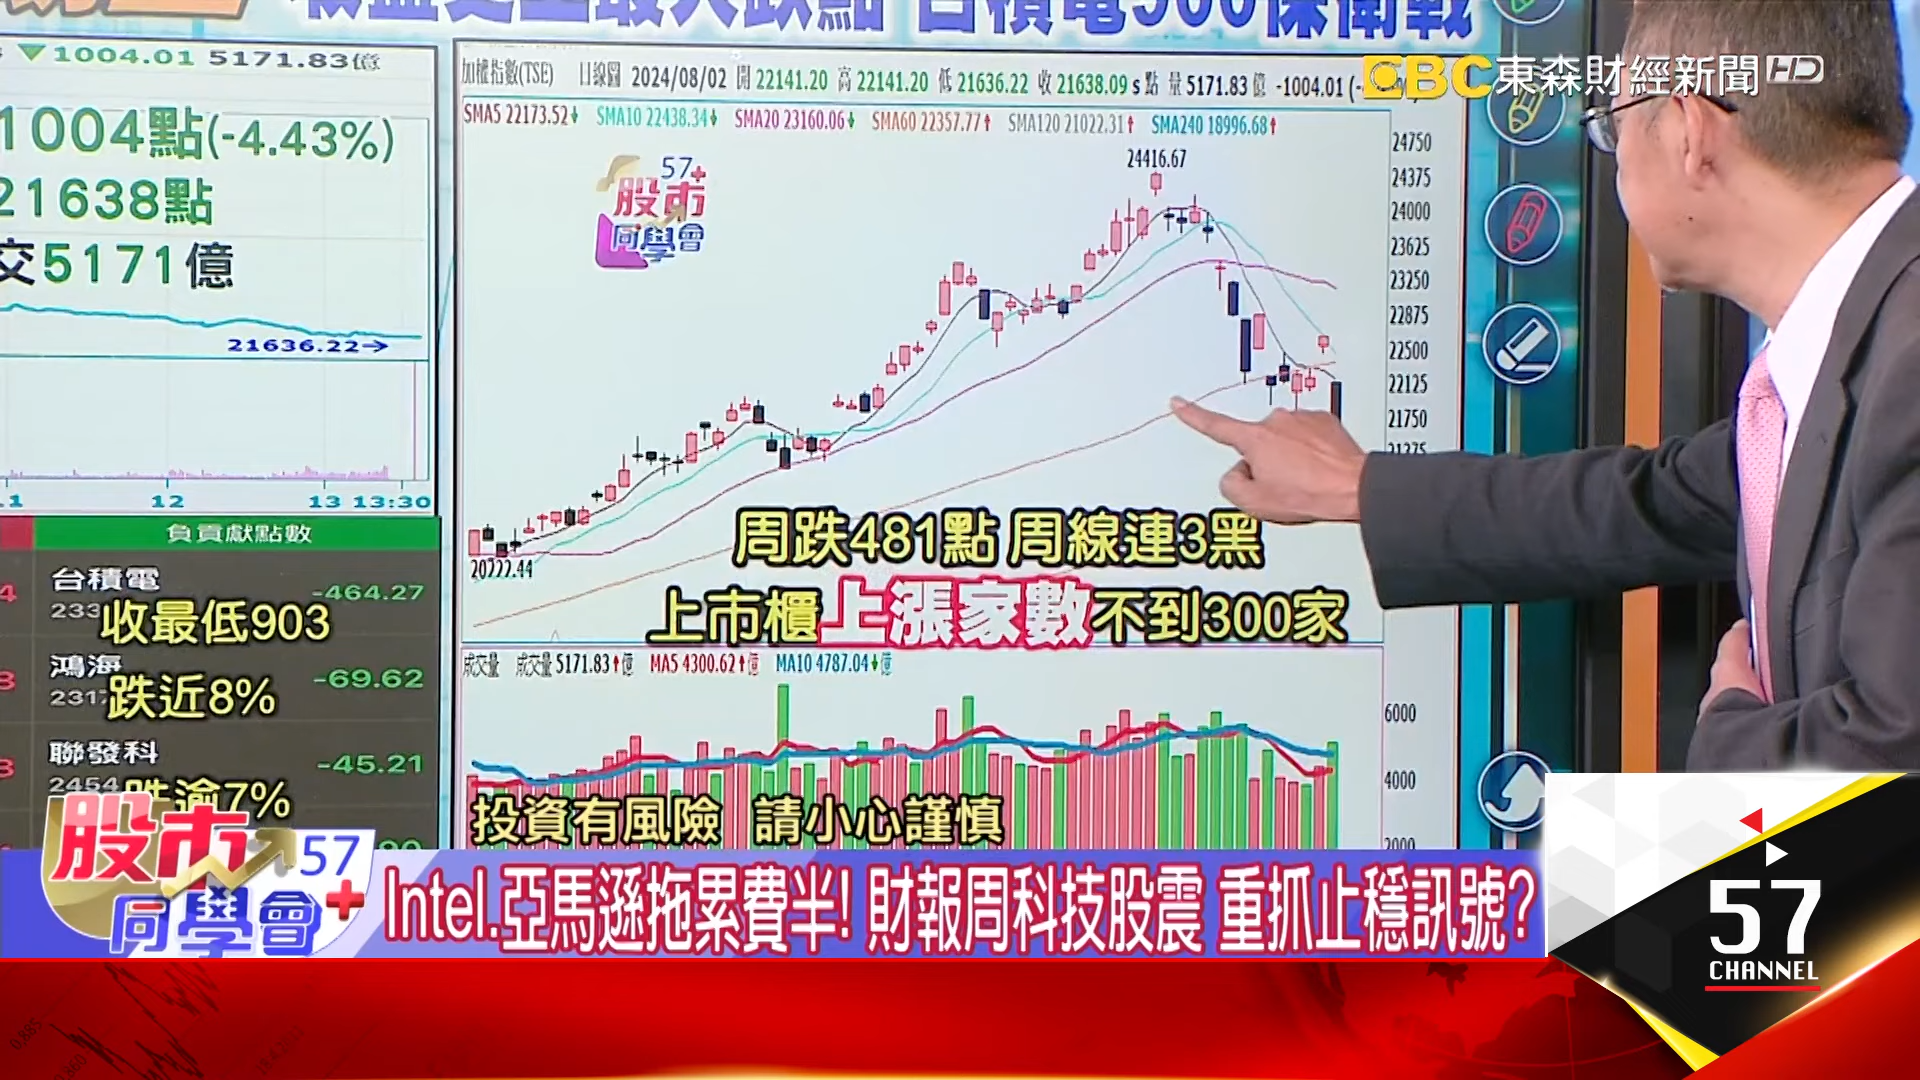 1004.01 5171.83億
1004點(-4.43%)
21638點
交5171億
21636.22→
12 13 13:30
負貢獻點數
台積電 -464.27
收最低903
鴻海 -69.62
2317
跌近8%
聯發科 -45.21
2454
跌逾7%
加權指數(TSE) 日線圖 2024/08/02 開 22141.20 高 22141.20 低 21636.22 收 21638.09 s 點 量 5171.83 億 -1004.01
SMA5 22173.52↓ SMA10 22438.34↓ SMA20 23160.06↓ SMA60 22357.77↑ SMA120 21022.31↑ SMA240 18996.68↑
EBC東森財經新聞HD
57+
股市
同學會
24416.67
24750
24375
24000
23625
23250
22875
22500
22125
21750
20222.44
周跌481點 周線連3黑
上市櫃上漲家數不到300家
成交量 成交量 5171.83↑億 MA5 4300.62↑億 MA10 4787.04↓億
6000
4000
2000
投資有風險 請小心謹慎
股市57
同學會+
Intel.亞馬遜拖累費半! 財報周科技股震 重抓止穩訊號?
57
CHANNEL